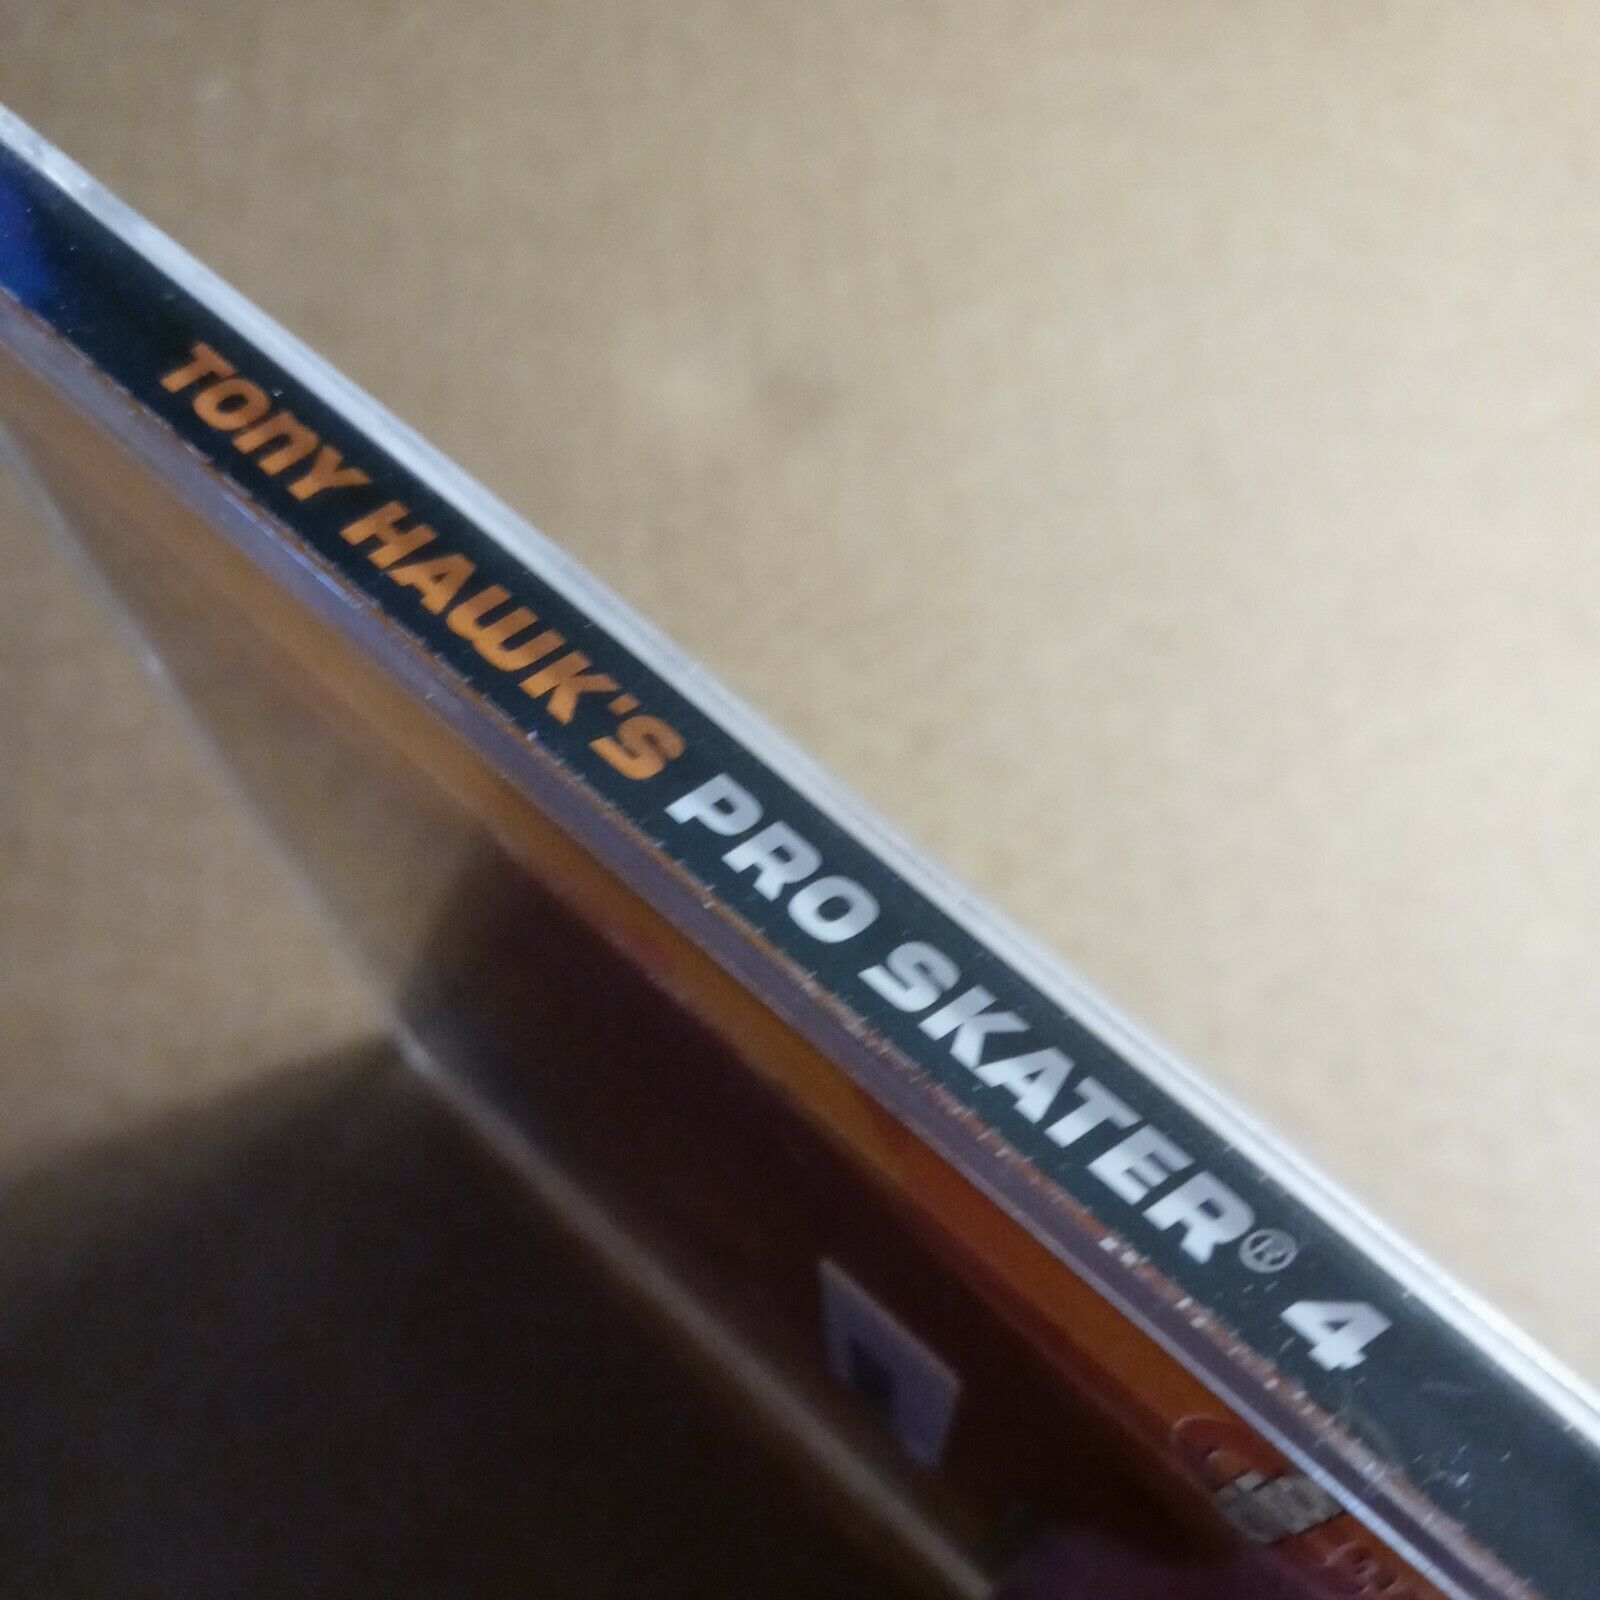 TONY HAWK'S PRO SKATER® 4